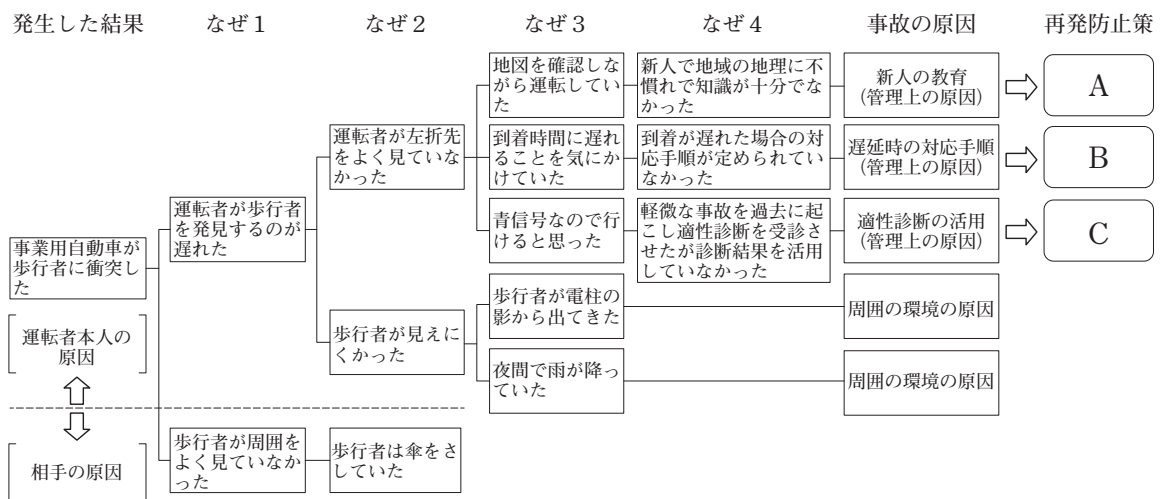 発生した結果
なぜ１
なぜ２
なぜ３
なぜ４
事故の原因
再発防止策
地図を確認しな
がら運転してい
た
新人で地域の地理に不
慣れで知識が十分でな
かった
新人の教育
(管理上の原因)
A
運転者が左折先
をよく見ていな
かった
到着時間に遅れ
ることを気にか
けていた
到着が遅れた場合の対
応手順が定められてい
なかった
遅延時の対応手順
(管理上の原因)
B
運転者が歩行者
を発見するのが
遅れた
青信号なので行
けると思った
軽微な事故を過去に起
こし適性診断を受診さ
せたが診断結果を活用
していなかった
適性診断の活用
(管理上の原因)
C
事業用自動車が
歩行者に衝突し
た
歩行者が電柱の
影から出てきた
周囲の環境の原因
運転者本人の
原因
歩行者が見えに
くかった
夜間で雨が降っ
ていた
周囲の環境の原因
相手の原因
歩行者が周囲を
よく見ていなか
った
歩行者は傘をさ
していた